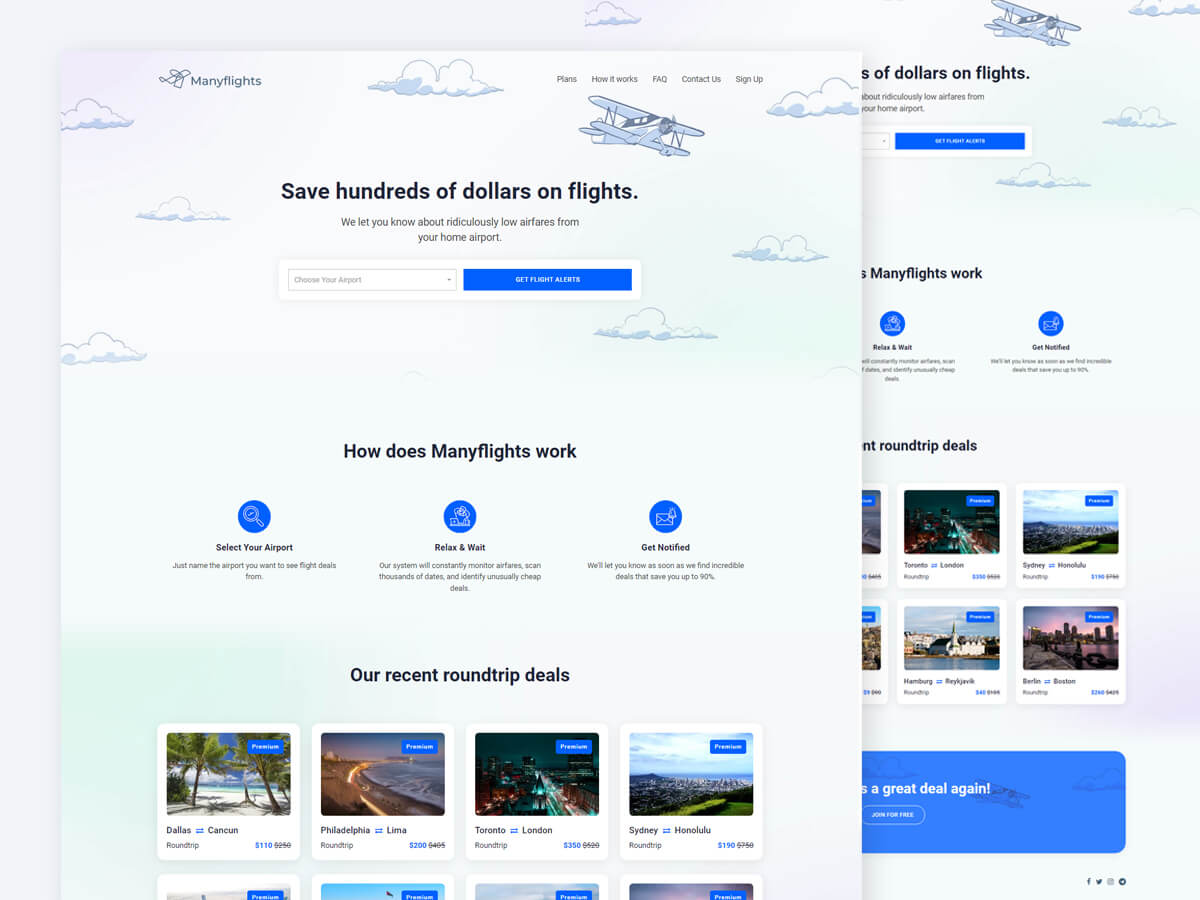 Manyflights
Plans How it works FAQ Contact Us Sign Up
Save hundreds of dollars on flights.
We let you know about ridiculously low airfares from
your home airport.
Choose Your Airport
GET FLIGHT ALERTS
How does Manyflights work
Select Your Airport
Just name the airport you want to see flight deals
from.
Relax & Wait
Our system will constantly monitor airfares, scan
thousands of dates, and identify unusually cheap
deals.
Get Notified
We'll let you know as soon as we find incredible
deals that save you up to 90%.
Our recent roundtrip deals
Premium
Dallas ⇄ Cancun
Roundtrip $110 $250
Premium
Philadelphia ⇄ Lima
Roundtrip $200 $405
Premium
Toronto ⇄ London
Roundtrip $350 $520
Premium
Sydney ⇄ Honolulu
Roundtrip $190 $750
Premium
Premium
Premium
Premium
s of dollars on flights.
about ridiculously low airfares from
home airport.
GET FLIGHT ALERTS
s Manyflights work
Relax & Wait
will constantly monitor airfares, scan
of dates, and identify unusually cheap
deals.
Get Notified
We'll let you know as soon as we find incredible
deals that save you up to 90%.
nt roundtrip deals
$405
Premium
Toronto ⇄ London
Roundtrip $350 $520
Premium
Sydney ⇄ Honolulu
Roundtrip $190 $750
$9 $90
Premium
Hamburg ⇄ Reykjavik
Roundtrip $40 $105
Premium
Berlin ⇄ Boston
Roundtrip $260 $425
s a great deal again!
JOIN FOR FREE